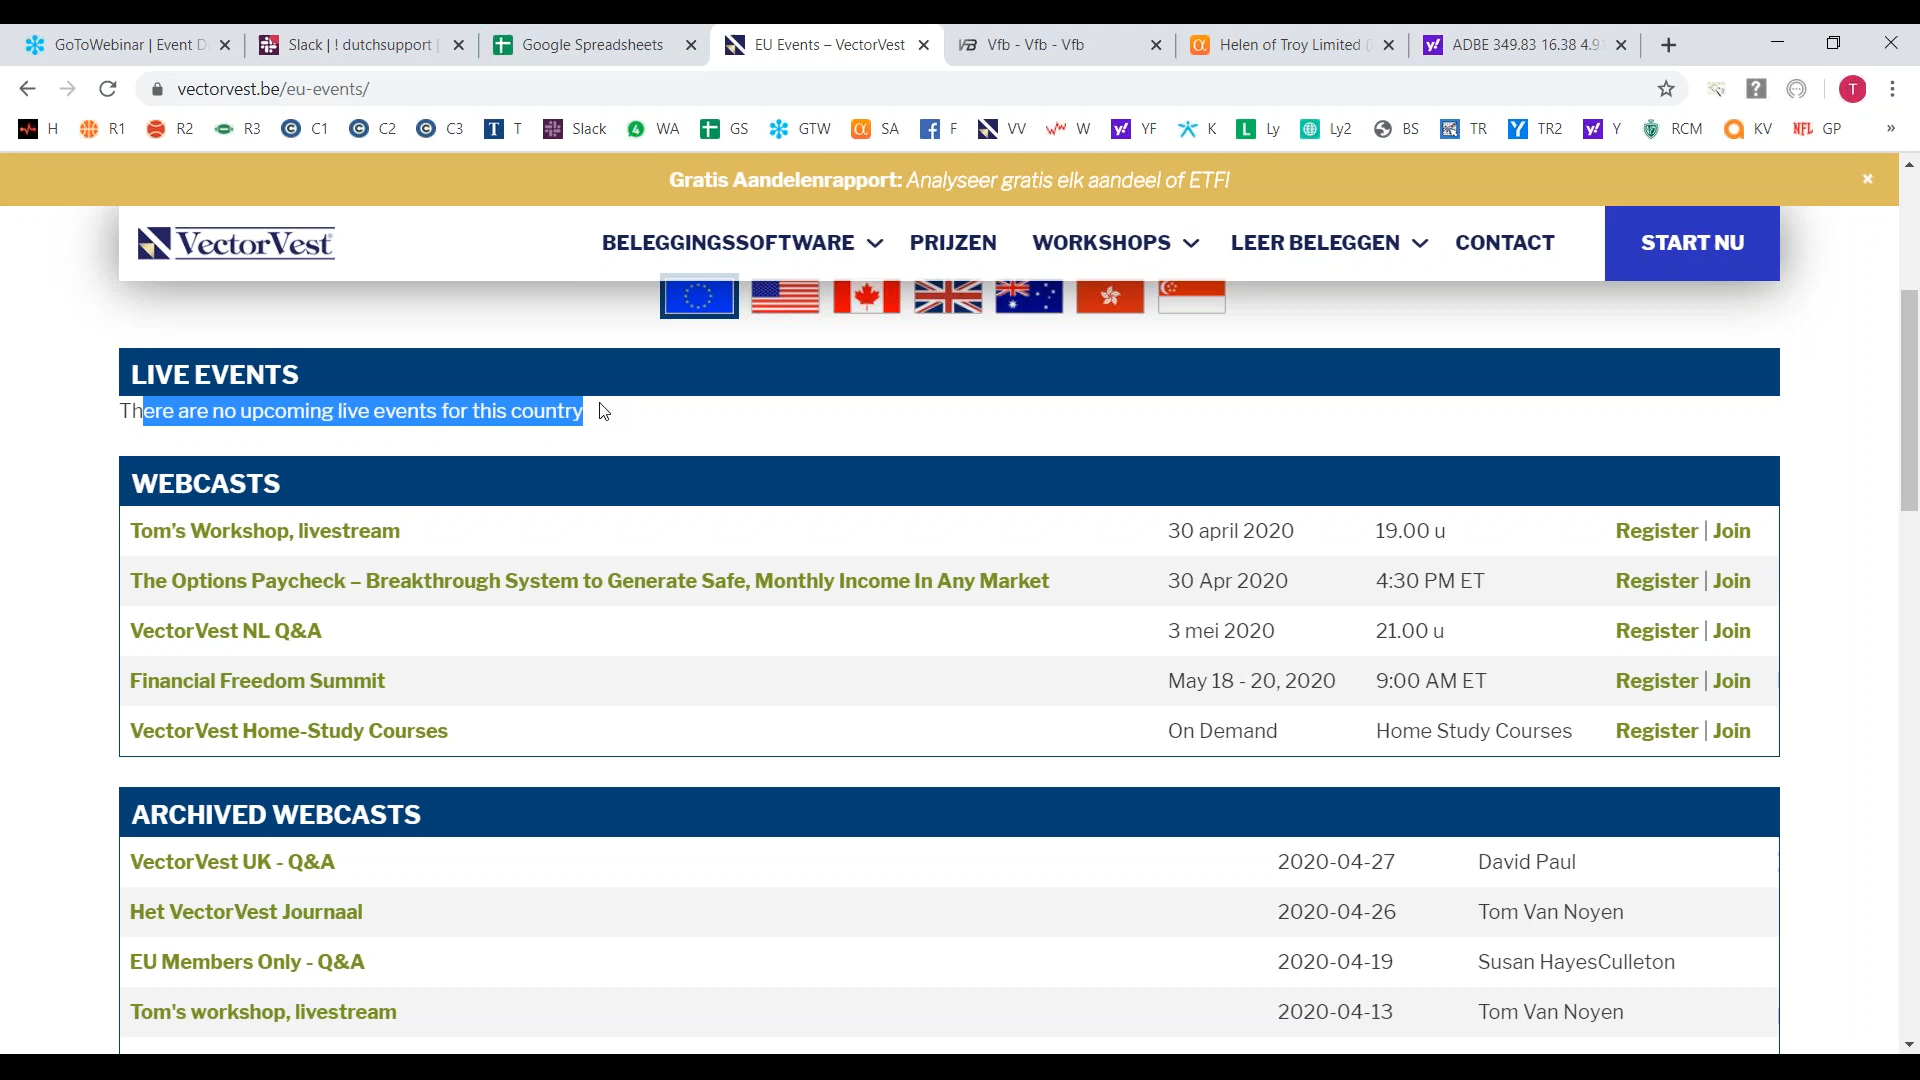 GoToWebinar | Event D
Slack | ! dutchsupport |
Google Spreadsheets
EU Events – VectorVest
Vfb - Vfb - Vfb
Helen of Troy Limited (
ADBE 349.83 16.38 4.9
vectorvest.be/eu-events/
T
H R1 R2 R3 C1 C2 C3 T Slack WA GS GTW SA F VV W YF K Ly Ly2 BS TR TR2 Y RCM KV GP »
Gratis Aandelenrapport: Analyseer gratis elk aandeel of ETF!
VectorVest
BELEGGINGSSOFTWARE PRIJZEN WORKSHOPS LEER BELEGGEN CONTACT START NU
LIVE EVENTS
There are no upcoming live events for this country
WEBCASTS
Tom’s Workshop, livestream 30 april 2020 19.00 u Register | Join
The Options Paycheck – Breakthrough System to Generate Safe, Monthly Income In Any Market 30 Apr 2020 4:30 PM ET Register | Join
VectorVest NL Q&A 3 mei 2020 21.00 u Register | Join
Financial Freedom Summit May 18 - 20, 2020 9:00 AM ET Register | Join
VectorVest Home-Study Courses On Demand Home Study Courses Register | Join
ARCHIVED WEBCASTS
VectorVest UK - Q&A 2020-04-27 David Paul
Het VectorVest Journaal 2020-04-26 Tom Van Noyen
EU Members Only - Q&A 2020-04-19 Susan HayesCulleton
Tom's workshop, livestream 2020-04-13 Tom Van Noyen